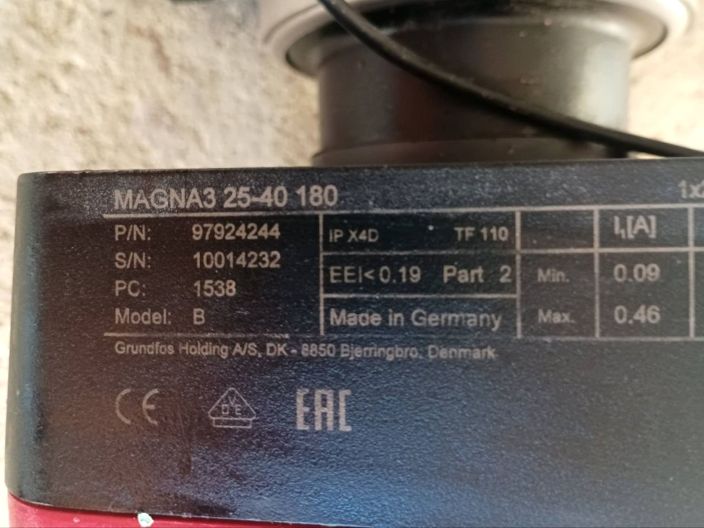 MAGNA3 25-40 180
P/N: 97924244
S/N: 10014232
PC: 1538
Model: B
IP X4D TF 110
EEI<0.19 Part 2
Made in Germany
I₁[A]
Min. 0.09
Max. 0.46
Grundfos Holding A/S, DK - 8850 Bjerringbro, Denmark
CE
VDE
EAC